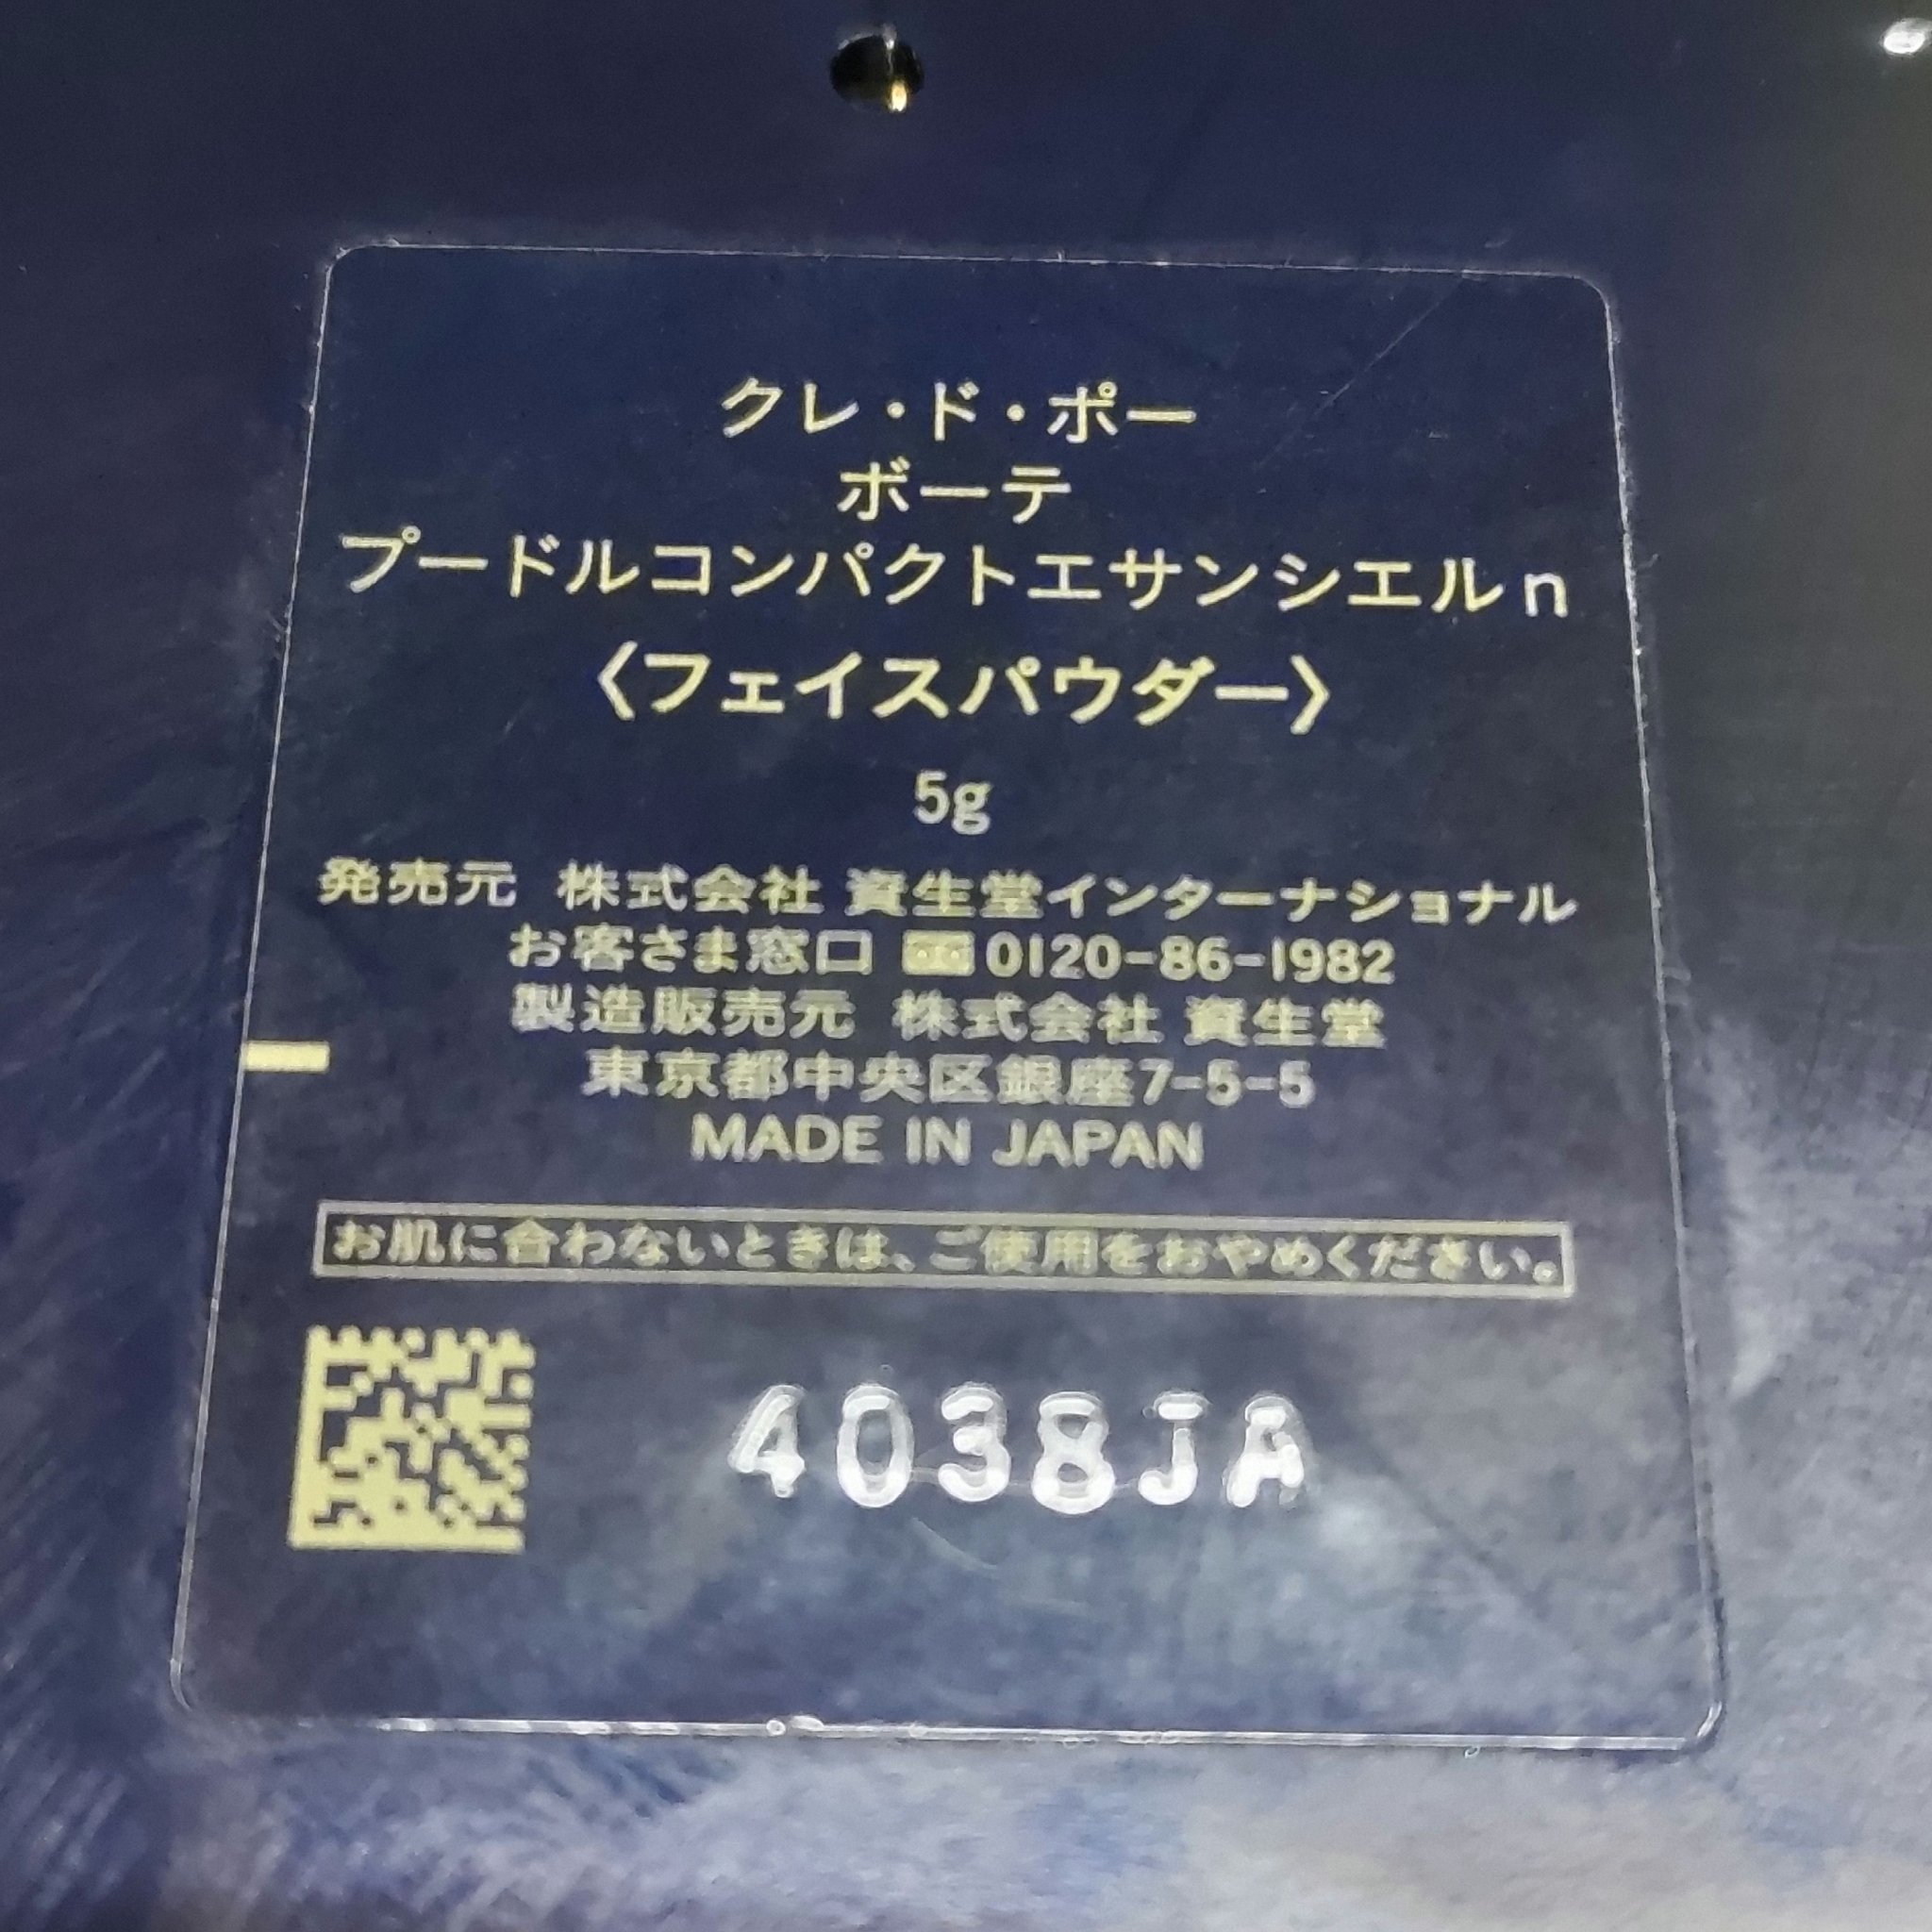 クレ・ド・ポー
ボーテ
プードルコンパクトエサンシエルn
〈フェイスパウダー〉
5g
発売元 株式会社 資生堂インターナショナル
お客さま窓口 0120-86-1982
製造販売元 株式会社 資生堂
東京都中央区銀座7-5-5
MADE IN JAPAN
お肌に合わないときは、ご使用をおやめください。
4038JA